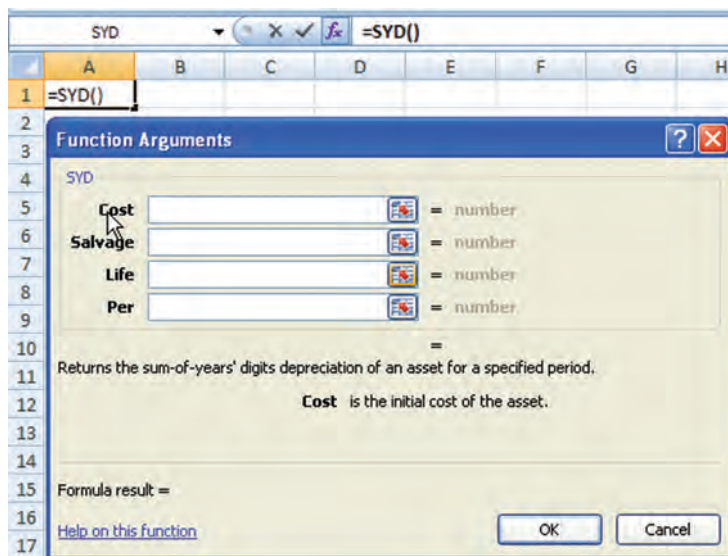 SYD =SYD()
A B C D E F G H
1 =SYD()
2
3 Function Arguments
4 SYD
5 Cost = number
6 Salvage = number
7 Life = number
8
9 Per = number
10 =
11 Returns the sum-of-years' digits depreciation of an asset for a specified period.
12 Cost is the initial cost of the asset.
13
14
15 Formula result =
16 OK Cancel
17 Help on this function